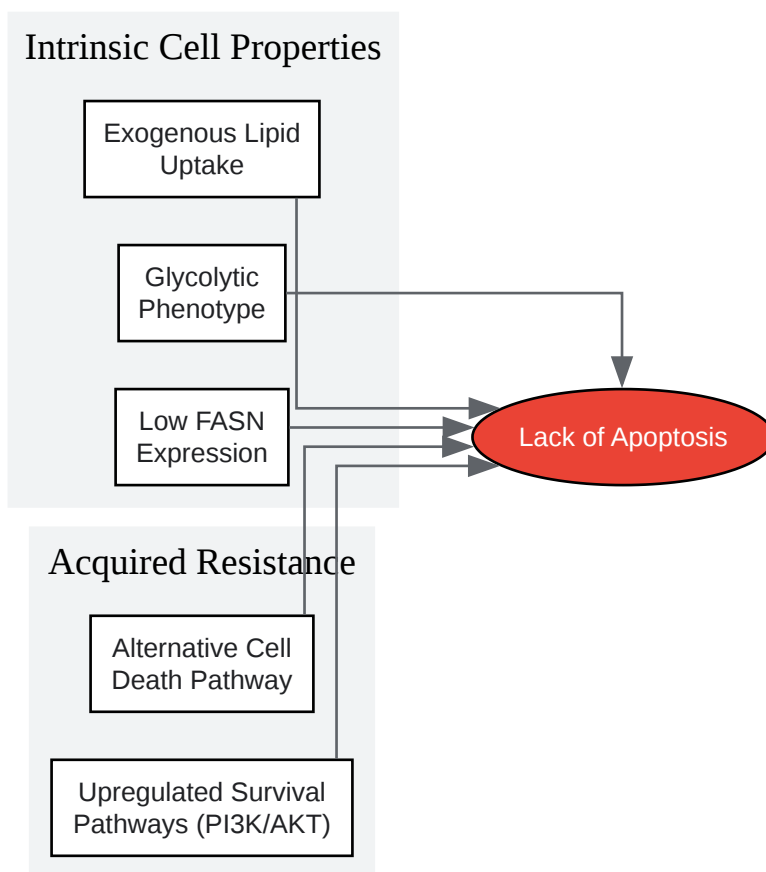 Intrinsic Cell Properties
Exogenous Lipid
Uptake
Glycolytic
Phenotype
Low FASN
Expression
Lack of Apoptosis
Acquired Resistance
Alternative Cell
Death Pathway
Upregulated Survival
Pathways (PI3K/AKT)